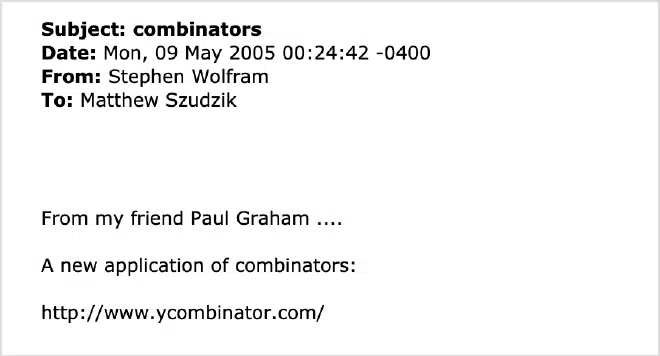 Subject: combinators
Date: Mon, 09 May 2005 00:24:42 -0400
From: Stephen Wolfram
To: Matthew Szudzik
From my friend Paul Graham ....
A new application of combinators:
http://www.ycombinator.com/